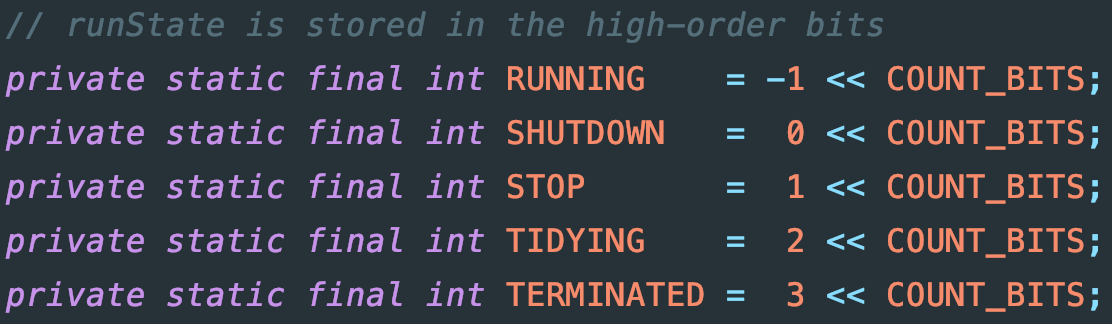 // runState is stored in the high-order bits
private static final int RUNNING    = -1 << COUNT_BITS;
private static final int SHUTDOWN   =  0 << COUNT_BITS;
private static final int STOP       =  1 << COUNT_BITS;
private static final int TIDYING    =  2 << COUNT_BITS;
private static final int TERMINATED =  3 << COUNT_BITS;